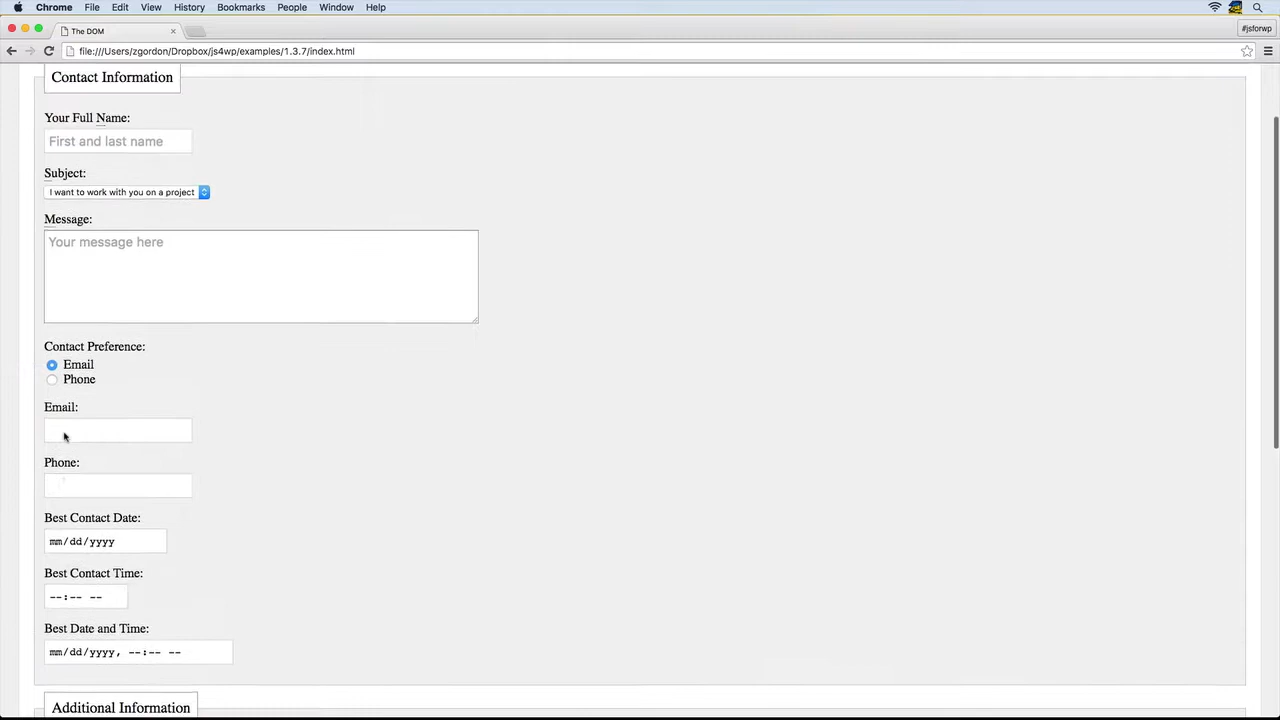 Chrome File Edit View History Bookmarks People Window Help
The DOM
#jsforwp
file:///Users/zgordon/Dropbox/js4wp/examples/1.3.7/index.html
Contact Information
Your Full Name:
First and last name
Subject:
I want to work with you on a project
Message:
Your message here
Contact Preference:
Email
Phone
Email:
Phone:
Best Contact Date:
mm/dd/yyyy
Best Contact Time:
--:-- --
Best Date and Time:
mm/dd/yyyy, --:-- --
Additional Information